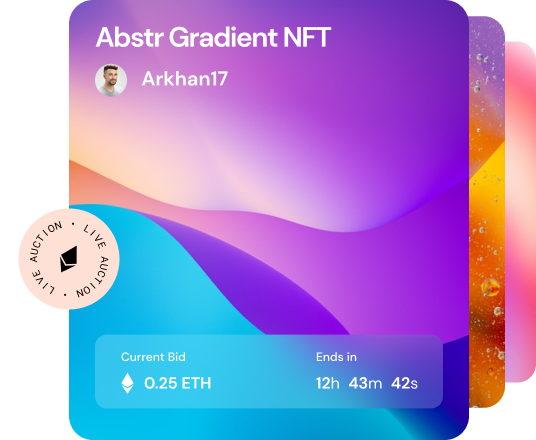 Abstr Gradient NFT
Arkhan17
LIVE AUCTION • LIVE AUCTION •
Current Bid
Ends in
0.25 ETH
12h 43m 42s